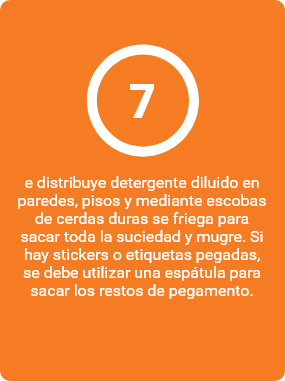 7
e distribuye detergente diluido en
paredes, pisos y mediante escobas
de cerdas duras se friega para
sacar toda la suciedad y mugre. Si
hay stickers o etiquetas pegadas,
se debe utilizar una espátula para
sacar los restos de pegamento.